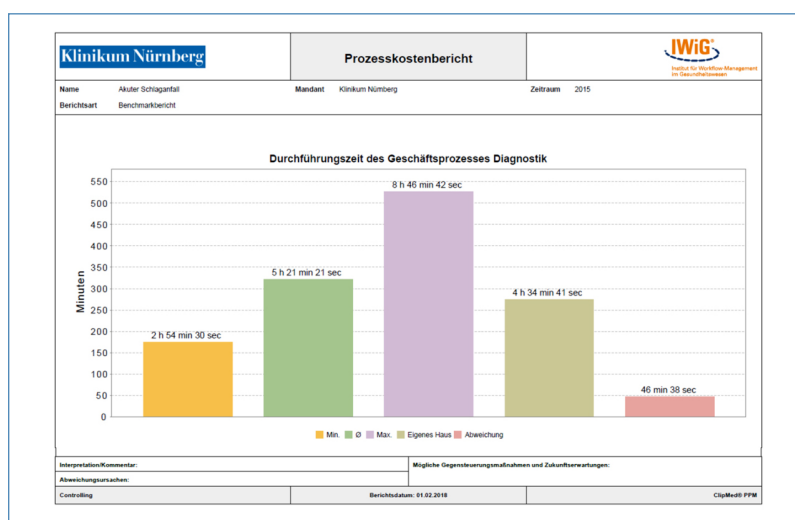 Klinikum Nürnberg
Prozesskostenbericht
IWiG
Institut für Workflow-Management
im Gesundheitswesen
Name Akuter Schlaganfall Mandant Klinikum Nürnberg Zeitraum 2015
Berichtsart Benchmarkbericht
Durchführungszeit des Geschäftsprozesses Diagnostik
Minuten
550
500
450
400
350
300
250
200
150
100
50
0
2 h 54 min 30 sec
5 h 21 min 21 sec
8 h 46 min 42 sec
4 h 34 min 41 sec
46 min 38 sec
Min. Ø Max. Eigenes Haus Abweichung
Interpretation/Kommentar: Mögliche Gegensteuerungsmaßnahmen und Zukunftserwartungen:
Abweichungsursachen:
Controlling Berichtsdatum: 01.02.2018 ClipMed® PPM